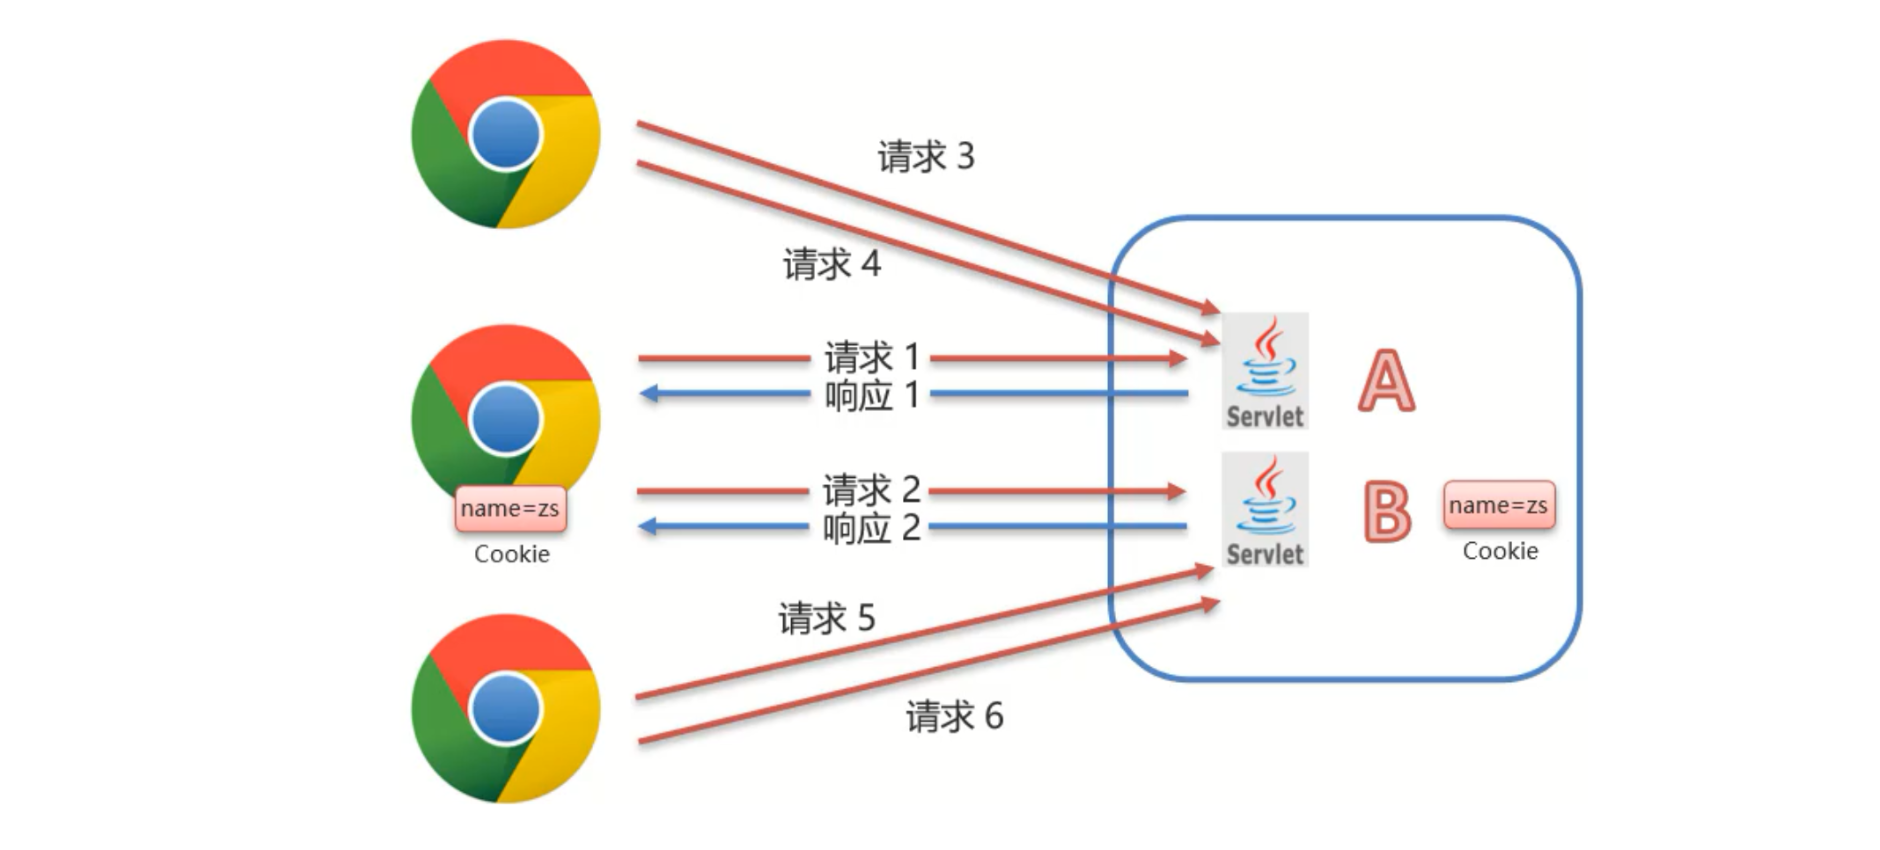 请求 3
请求 4
请求 1
响应 1
Servlet
A
请求 2
响应 2
Servlet
B
name=zs
Cookie
name=zs
Cookie
请求 5
请求 6